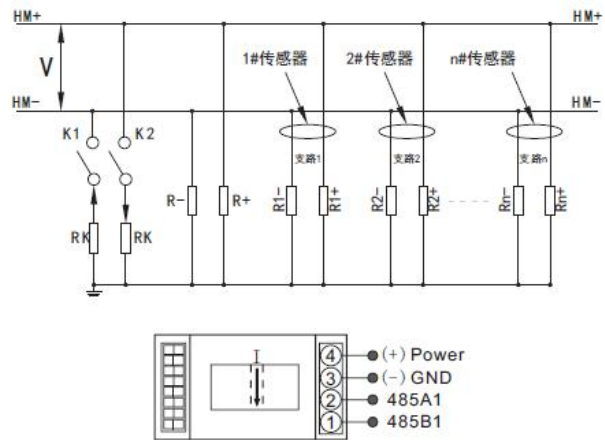 HM+ HM+
1#传感器 2#传感器 n#传感器
V
HM- HM-
K1 K2
支路1 支路2 支路n
R- R+ R1- R1+ R2- R2+ Rn- Rn+
RK RK
I
4 (+) Power
3 (-) GND
2 485A1
1 485B1